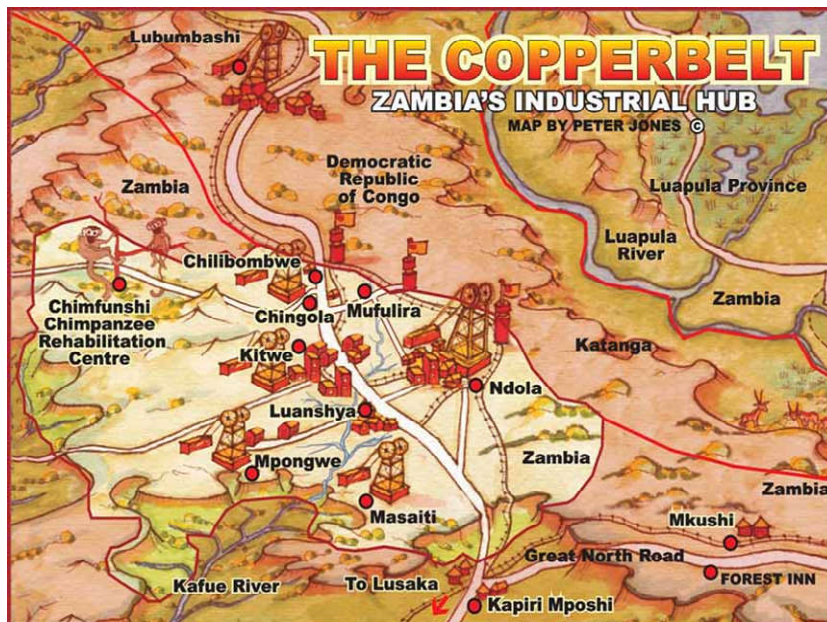 Lubumbashi
THE COPPERBELT
ZAMBIA'S INDUSTRIAL HUB
MAP BY PETER JONES ©
Democratic
Republic
of Congo
Zambia
Luapula Province
Luapula
River
Zambia
Chilibombwe
Chimfunshi
Chimpanzee
Rehabilitation
Centre
Chingola
Mufulira
Kitwe
Katanga
Ndola
Luanshya
Mpongwe
Zambia
Masaiti
Zambia
Mkushi
Great North Road
FOREST INN
Kafue River
To Lusaka
Kapiri Mposhi